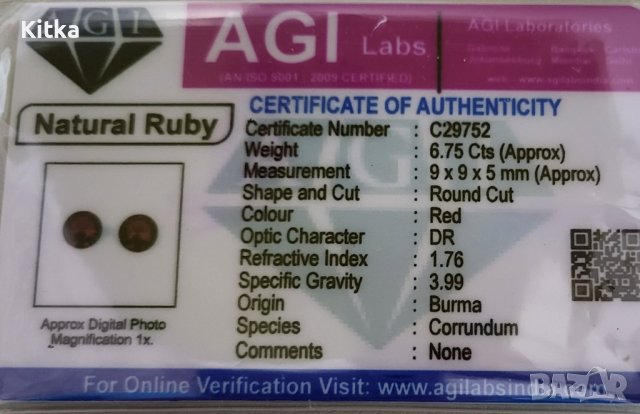 Kitka
AGI
AGI Labs
(AN ISO 9001 : 2009 CERTIFIED)
AGI Laboratories
Natural Ruby
CERTIFICATE OF AUTHENTICITY
Certificate Number : C29752
Weight : 6.75 Cts (Approx)
Measurement : 9 x 9 x 5 mm (Approx)
Shape and Cut : Round Cut
Colour : Red
Optic Character : DR
Refractive Index : 1.76
Specific Gravity : 3.99
Origin : Burma
Species : Corrundum
Comments : None
Approx Digital Photo
Magnification 1x.
For Online Verification Visit: www.agilabsindia.com